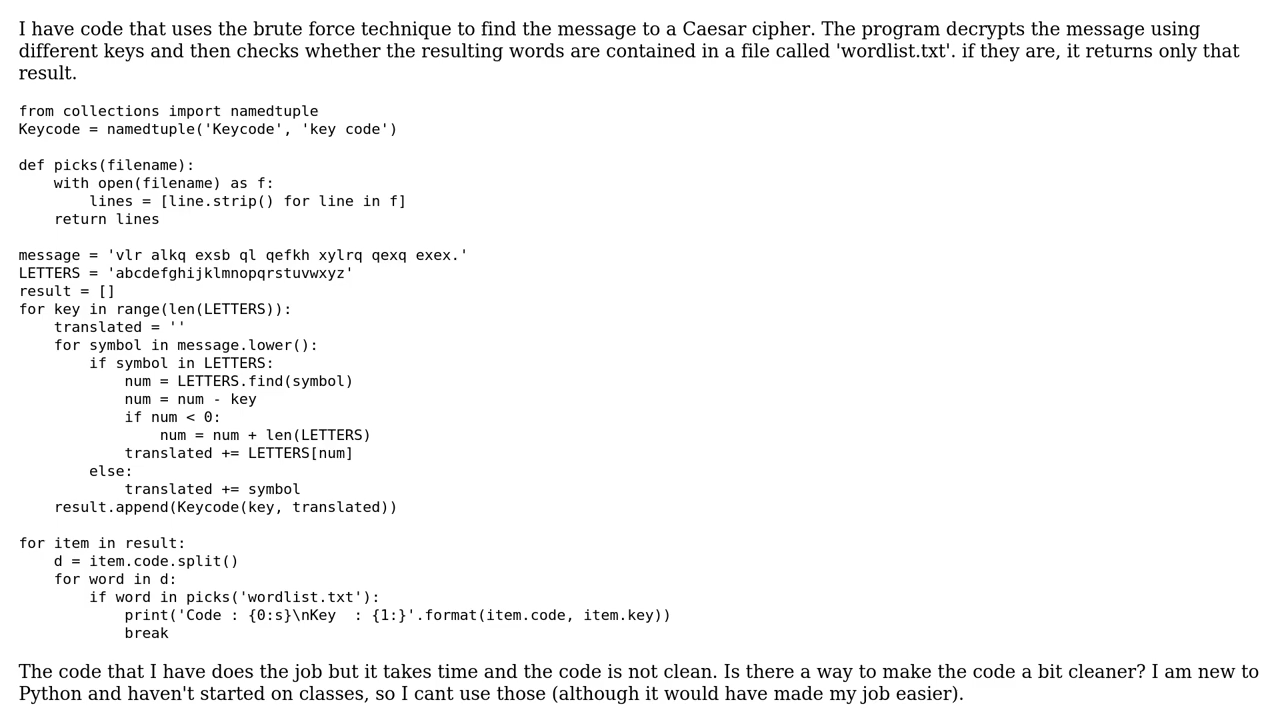 I have code that uses the brute force technique to find the message to a Caesar cipher. The program decrypts the message using
different keys and then checks whether the resulting words are contained in a file called 'wordlist.txt'. if they are, it returns only that
result.
from collections import namedtuple
Keycode = namedtuple('Keycode', 'key code')
def picks(filename):
    with open(filename) as f:
        lines = [line.strip() for line in f]
    return lines
message = 'vlr alkq exsb ql qefkh xylrq qexq exex.'
LETTERS = 'abcdefghijklmnopqrstuvwxyz'
result = []
for key in range(len(LETTERS)):
    translated = ''
    for symbol in message.lower():
        if symbol in LETTERS:
            num = LETTERS.find(symbol)
            num = num - key
            if num < 0:
                num = num + len(LETTERS)
            translated += LETTERS[num]
        else:
            translated += symbol
    result.append(Keycode(key, translated))
for item in result:
    d = item.code.split()
    for word in d:
        if word in picks('wordlist.txt'):
            print('Code : {0:s}\nKey  : {1:}'.format(item.code, item.key))
            break
The code that I have does the job but it takes time and the code is not clean. Is there a way to make the code a bit cleaner? I am new to
Python and haven't started on classes, so I cant use those (although it would have made my job easier).